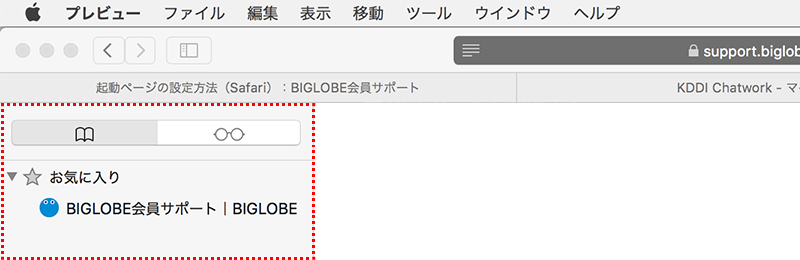 プレビュー ファイル 編集 表示 移動 ツール ウインドウ ヘルプ
support.biglobe
起動ページの設定方法（Safari）：BIGLOBE会員サポート
KDDI Chatwork - マ
お気に入り
BIGLOBE会員サポート｜BIGLOBE